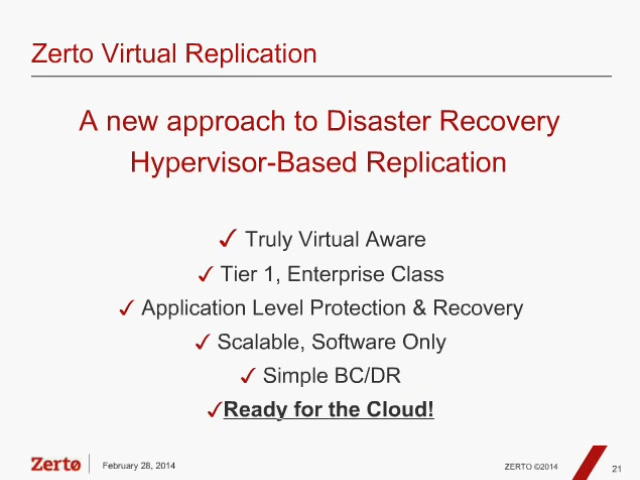 Zerto Virtual Replication
A new approach to Disaster Recovery
Hypervisor-Based Replication
✓ Truly Virtual Aware
✓ Tier 1, Enterprise Class
✓ Application Level Protection & Recovery
✓ Scalable, Software Only
✓ Simple BC/DR
✓Ready for the Cloud!
Zerto February 28, 2014 ZERTO ©2014 21